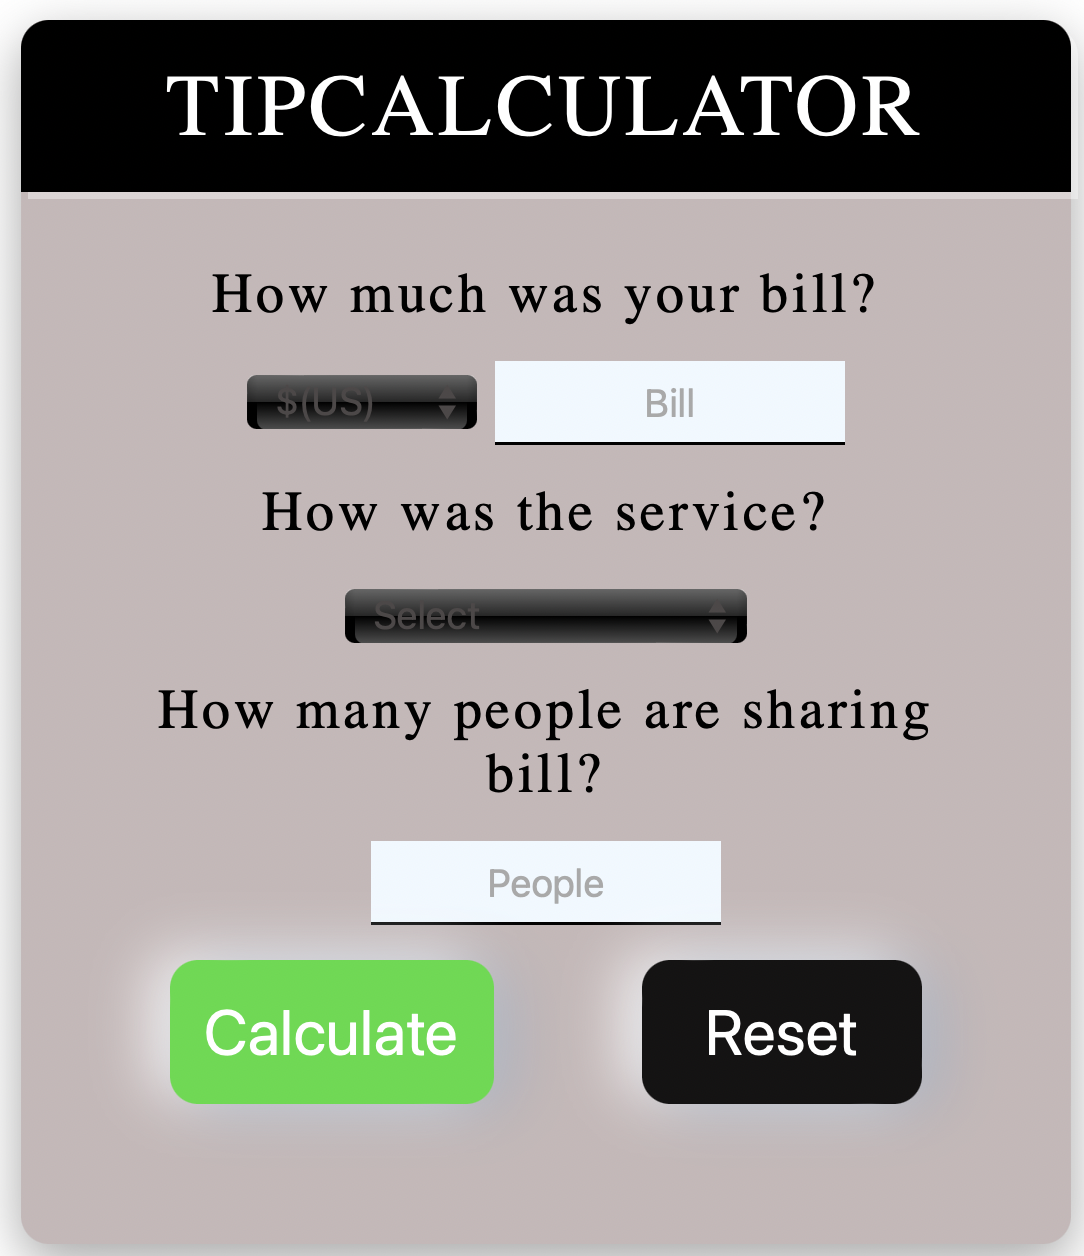 TIPCALCULATOR
How much was your bill?
$(US) Bill
How was the service?
Select
How many people are sharing
bill?
People
Calculate Reset